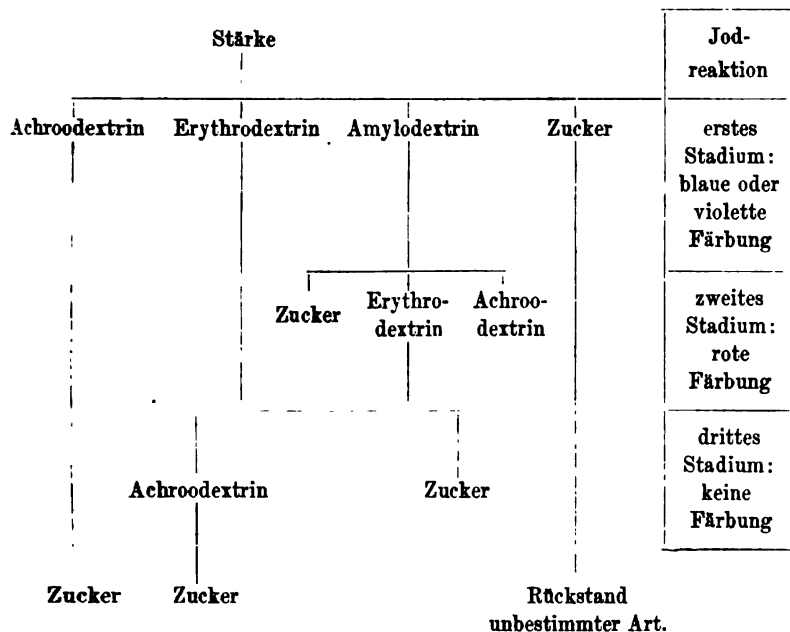 Stärke
Jod-
reaktion
Achroodextrin Erythrodextrin Amylodextrin Zucker
erstes
Stadium:
blaue oder
violette
Färbung
Zucker
Erythro-
dextrin
Achroo-
dextrin
zweites
Stadium:
rote
Färbung
Achroodextrin
Zucker
drittes
Stadium:
keine
Färbung
Zucker
Zucker
Rückstand
unbestimmter Art.